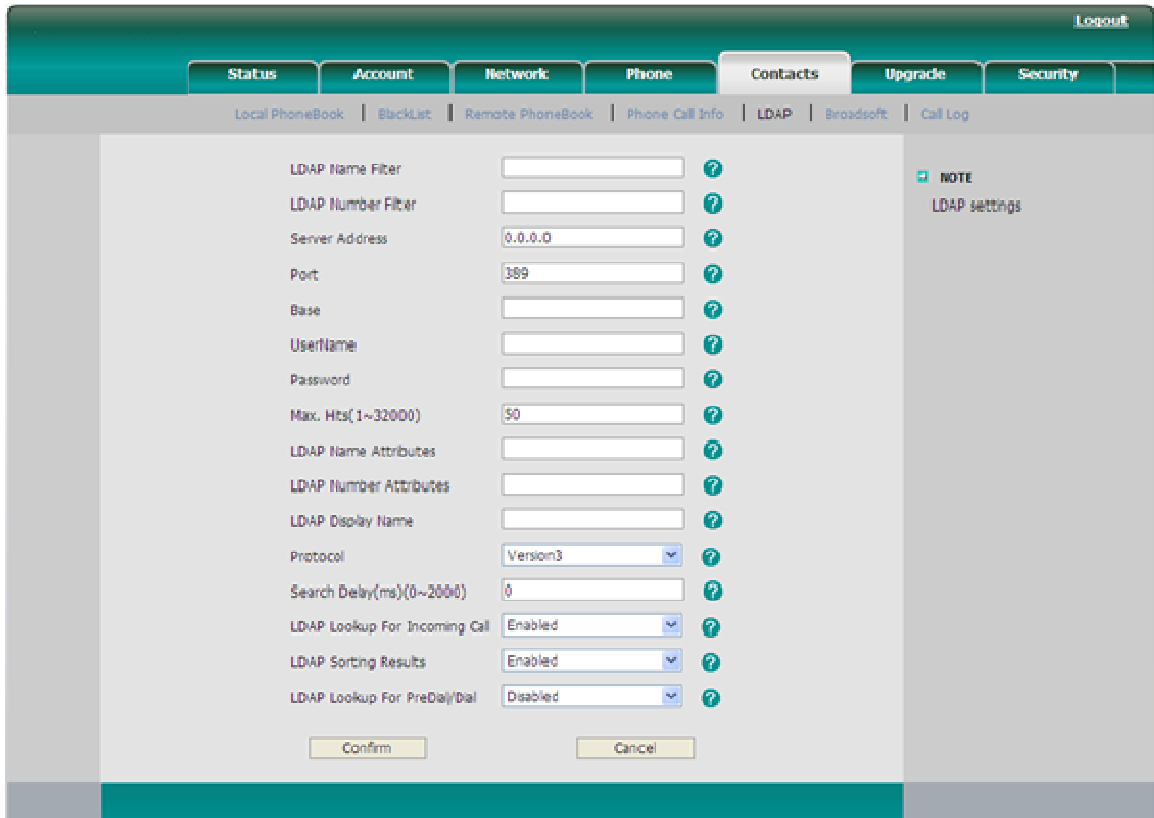 Logout
Status Account Network Phone Contacts Upgrade Security
Local PhoneBook | BlackList | Remote PhoneBook | Phone Call Info | LDAP | Broadsoft | Call Log
LDAP Name Filter
NOTE
LDAP Number Filter
LDAP settings
Server Address 0.0.0.0
Port 389
Base
UserName
Password
Max. Hits(1~32000) 50
LDAP Name Attributes
LDAP Number Attributes
LDAP Display Name
Protocol Version3
Search Delay(ms)(0~2000) 0
LDAP Lookup For Incoming Call Enabled
LDAP Sorting Results Enabled
LDAP Lookup For PreDial/Dial Disabled
Confirm Cancel